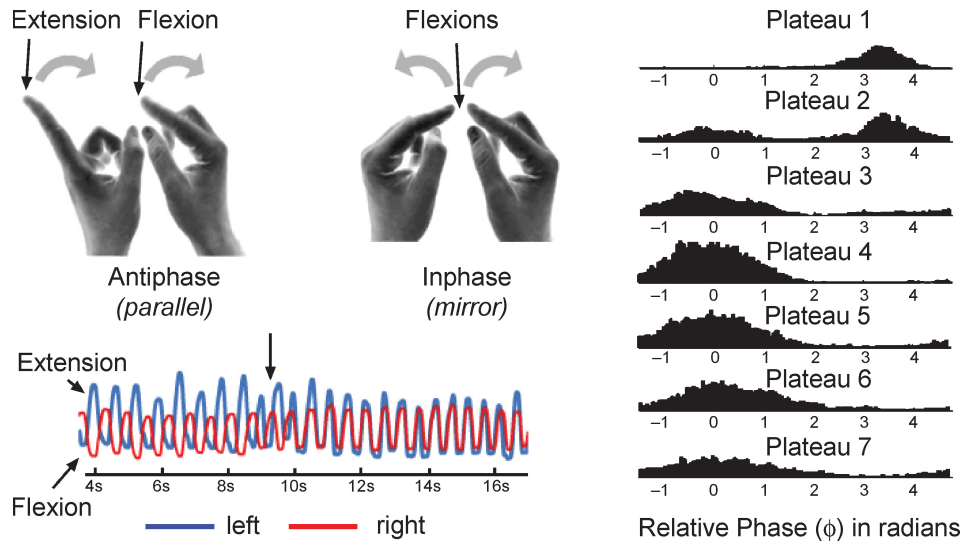 Extension Flexion
Flexions
Antiphase
(parallel)
Inphase
(mirror)
Extension
Flexion
4s 6s 8s 10s 12s 14s 16s
left right
Plateau 1
−1 0 1 2 3 4
Plateau 2
−1 0 1 2 3 4
Plateau 3
−1 0 1 2 3 4
Plateau 4
−1 0 1 2 3 4
Plateau 5
−1 0 1 2 3 4
Plateau 6
−1 0 1 2 3 4
Plateau 7
−1 0 1 2 3 4
Relative Phase (ϕ) in radians